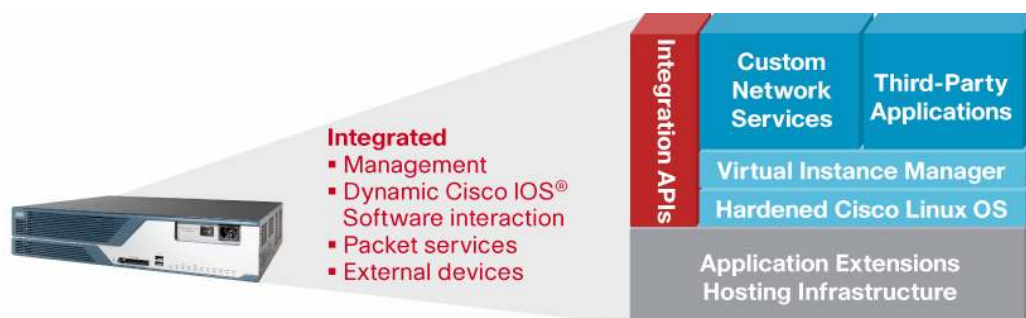 Integrated
▪ Management
▪ Dynamic Cisco IOS®
Software interaction
▪ Packet services
▪ External devices
Integration APIs
Custom
Network
Services
Third-Party
Applications
Virtual Instance Manager
Hardened Cisco Linux OS
Application Extensions
Hosting Infrastructure